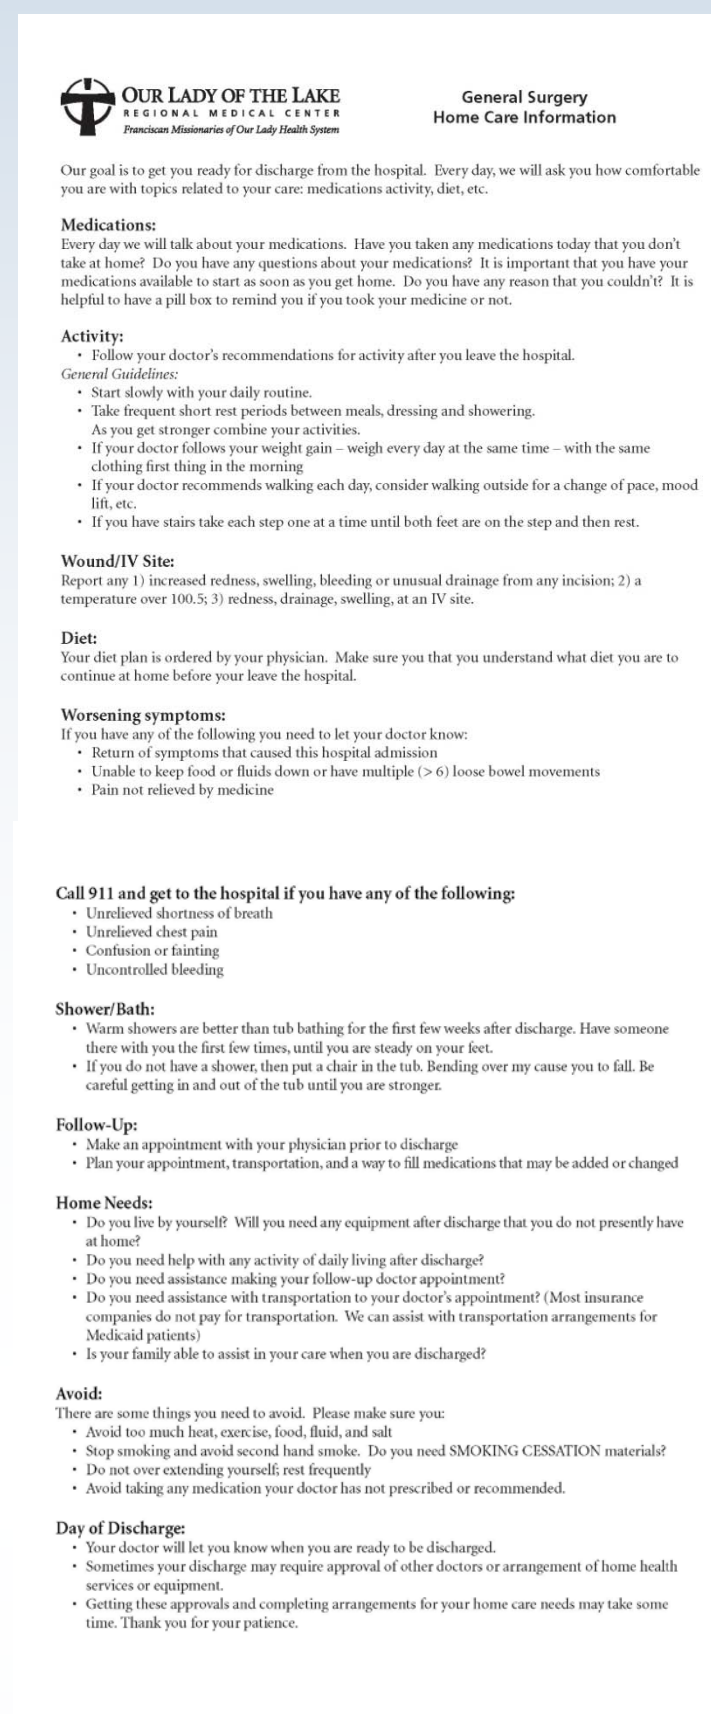 OUR LADY OF THE LAKE
REGIONAL MEDICAL CENTER
Franciscan Missionaries of Our Lady Health System
General Surgery
Home Care Information
Our goal is to get you ready for discharge from the hospital. Every day, we will ask you how comfortable
you are with topics related to your care: medications activity, diet, etc.
Medications:
Every day we will talk about your medications. Have you taken any medications today that you don't
take at home? Do you have any questions about your medications? It is important that you have your
medications available to start as soon as you get home. Do you have any reason that you couldn't? It is
helpful to have a pill box to remind you if you took your medicine or not.
Activity:
• Follow your doctor's recommendations for activity after you leave the hospital.
General Guidelines:
• Start slowly with your daily routine.
• Take frequent short rest periods between meals, dressing and showering.
As you get stronger combine your activities.
• If your doctor follows your weight gain – weigh every day at the same time – with the same
clothing first thing in the morning
• If your doctor recommends walking each day, consider walking outside for a change of pace, mood
lift, etc.
• If you have stairs take each step one at a time until both feet are on the step and then rest.
Wound/IV Site:
Report any 1) increased redness, swelling, bleeding or unusual drainage from any incision; 2) a
temperature over 100.5; 3) redness, drainage, swelling, at an IV site.
Diet:
Your diet plan is ordered by your physician. Make sure you that you understand what diet you are to
continue at home before your leave the hospital.
Worsening symptoms:
If you have any of the following you need to let your doctor know:
• Return of symptoms that caused this hospital admission
• Unable to keep food or fluids down or have multiple (> 6) loose bowel movements
• Pain not relieved by medicine
Call 911 and get to the hospital if you have any of the following:
• Unrelieved shortness of breath
• Unrelieved chest pain
• Confusion or fainting
• Uncontrolled bleeding
Shower/Bath:
• Warm showers are better than tub bathing for the first few weeks after discharge. Have someone
there with you the first few times, until you are steady on your feet.
• If you do not have a shower, then put a chair in the tub. Bending over my cause you to fall. Be
careful getting in and out of the tub until you are stronger.
Follow-Up:
• Make an appointment with your physician prior to discharge
• Plan your appointment, transportation, and a way to fill medications that may be added or changed
Home Needs:
• Do you live by yourself? Will you need any equipment after discharge that you do not presently have
at home?
• Do you need help with any activity of daily living after discharge?
• Do you need assistance making your follow-up doctor appointment?
• Do you need assistance with transportation to your doctor's appointment? (Most insurance
companies do not pay for transportation. We can assist with transportation arrangements for
Medicaid patients)
• Is your family able to assist in your care when you are discharged?
Avoid:
There are some things you need to avoid. Please make sure you:
• Avoid too much heat, exercise, food, fluid, and salt
• Stop smoking and avoid second hand smoke. Do you need SMOKING CESSATION materials?
• Do not over extending yourself; rest frequently
• Avoid taking any medication your doctor has not prescribed or recommended.
Day of Discharge:
• Your doctor will let you know when you are ready to be discharged.
• Sometimes your discharge may require approval of other doctors or arrangement of home health
services or equipment.
• Getting these approvals and completing arrangements for your home care needs may take some
time. Thank you for your patience.